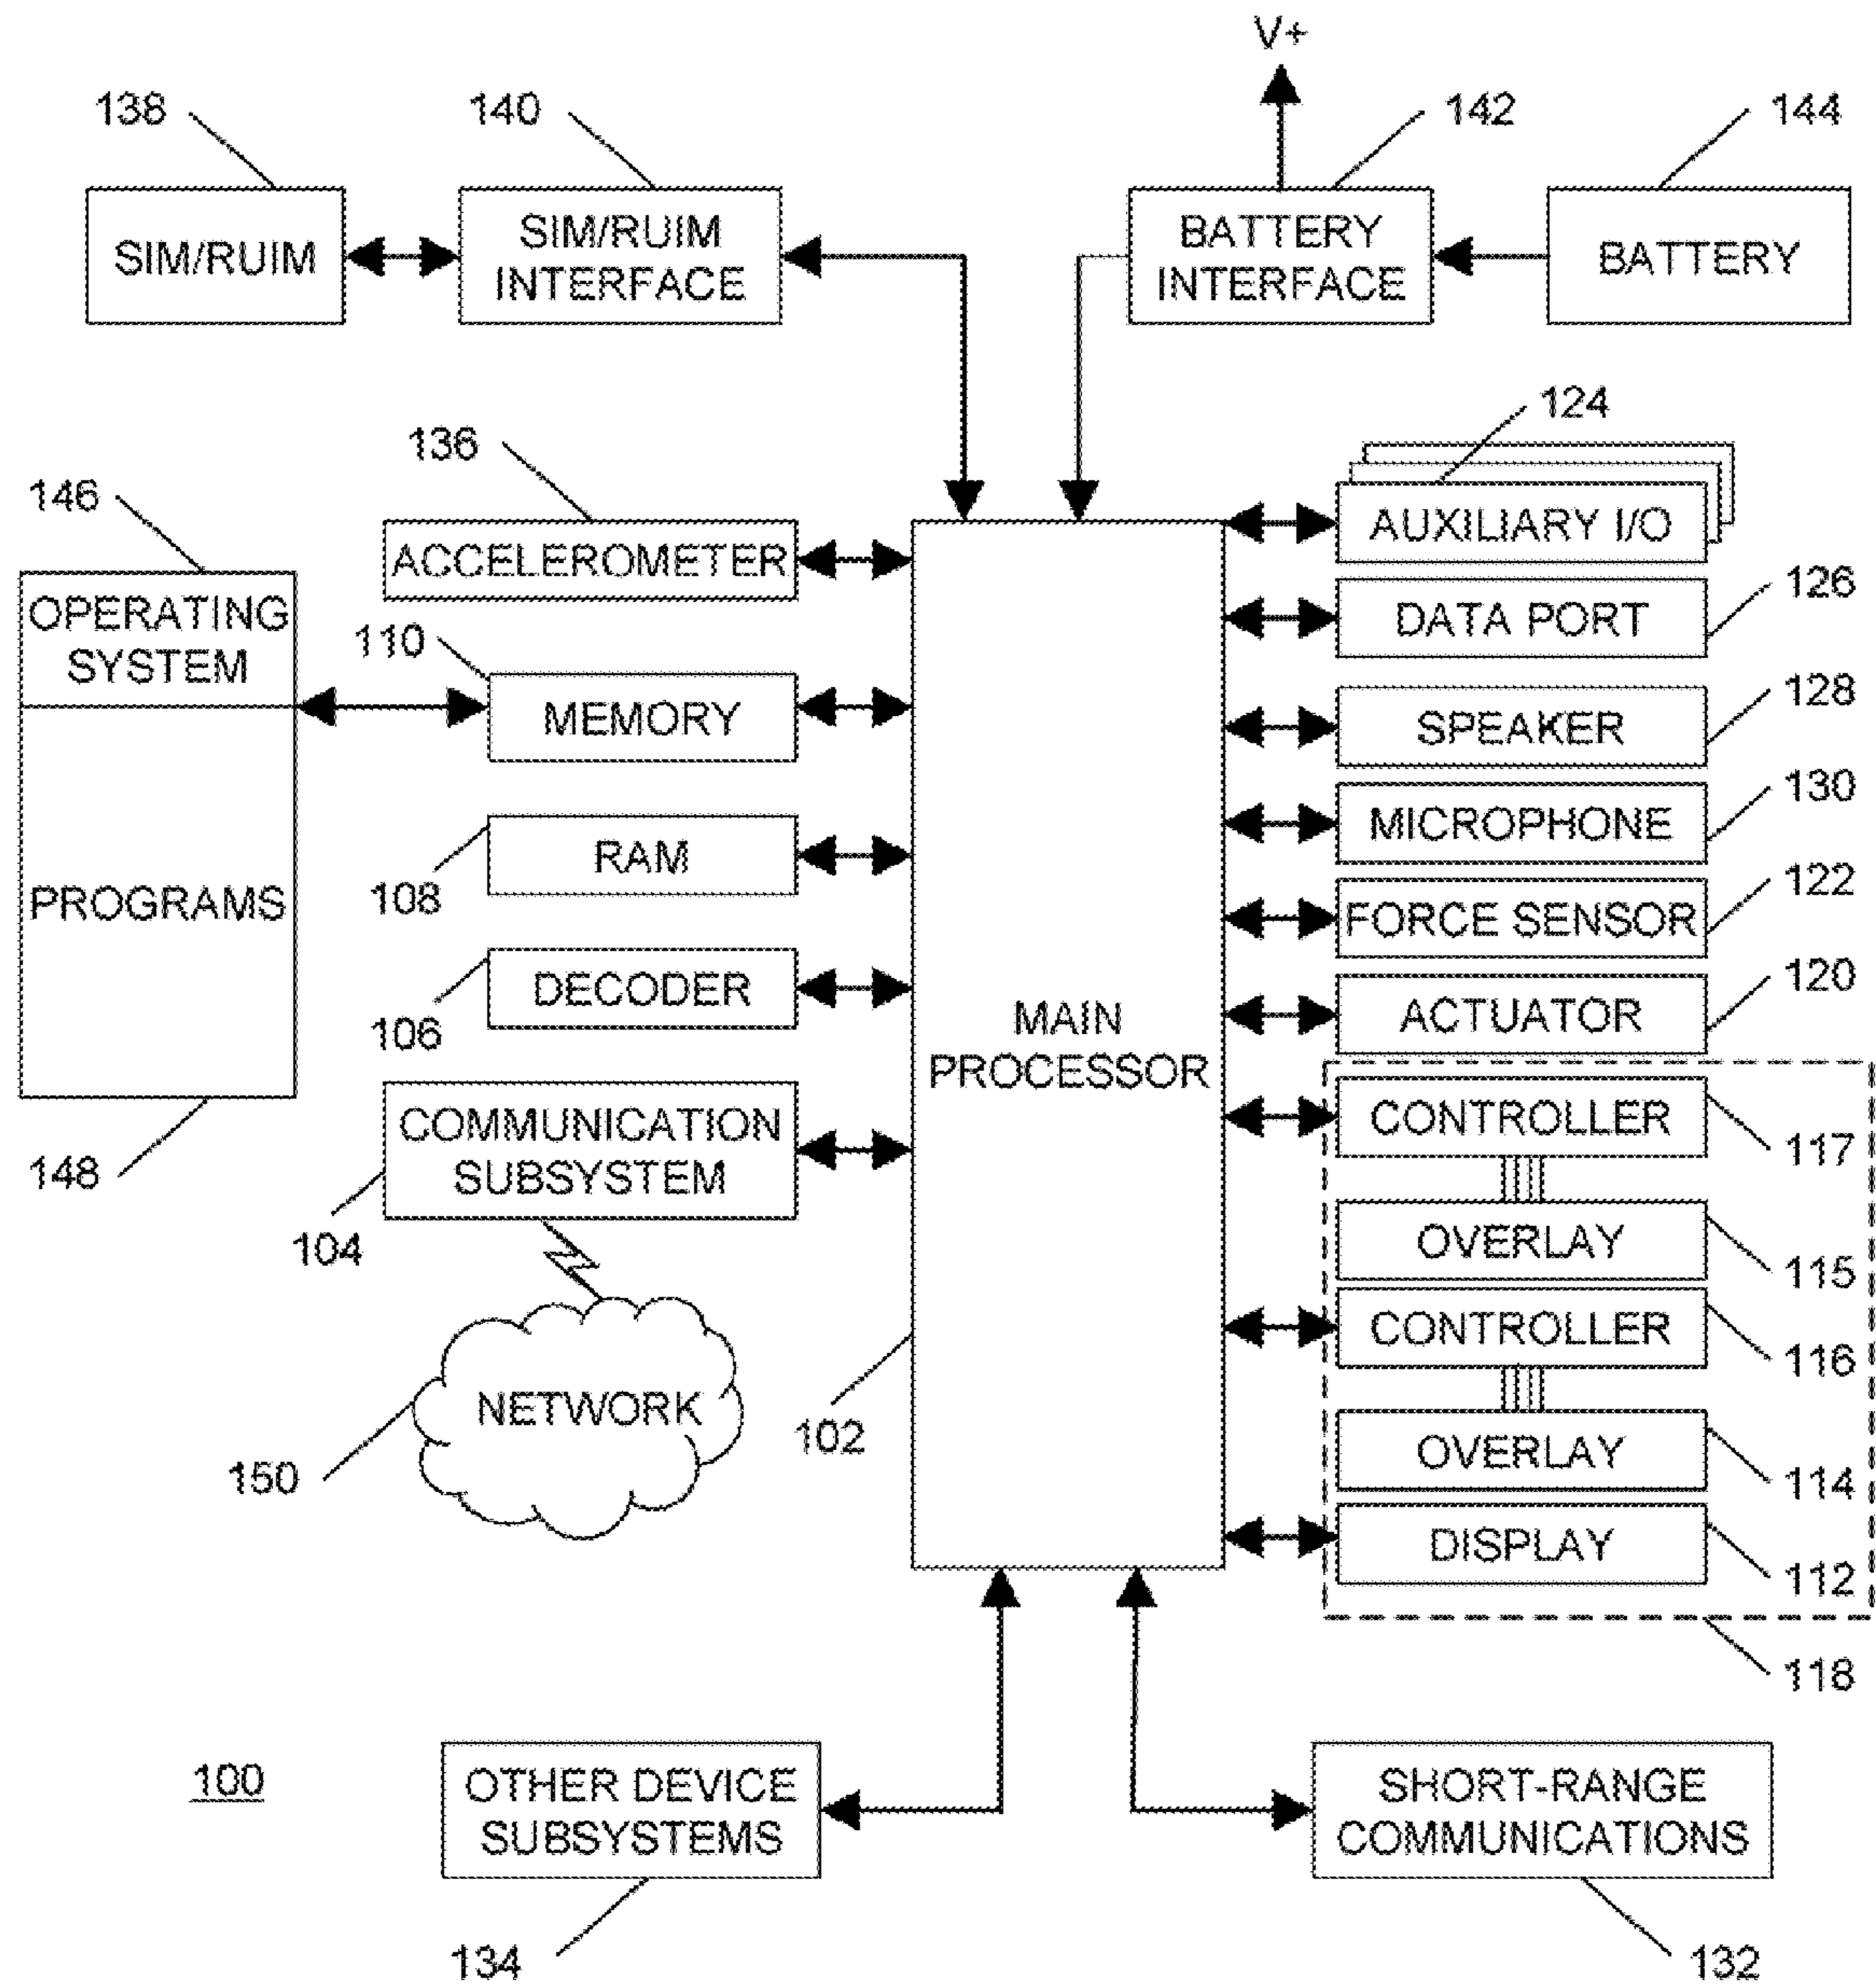 V+
138
140
142
144
SIM/RUIM
SIM/RUIM
INTERFACE
BATTERY
INTERFACE
BATTERY
136
124
146
ACCELEROMETER
AUXILIARY I/O
OPERATING
SYSTEM
110
126
DATA PORT
MEMORY
128
SPEAKER
130
MICROPHONE
RAM
108
PROGRAMS
122
FORCE SENSOR
DECODER
106
120
ACTUATOR
MAIN
PROCESSOR
COMMUNICATION
SUBSYSTEM
CONTROLLER
117
148
104
OVERLAY
115
CONTROLLER
116
NETWORK
150
102
OVERLAY
114
DISPLAY
112
118
100
OTHER DEVICE
SUBSYSTEMS
SHORT-RANGE
COMMUNICATIONS
134
132